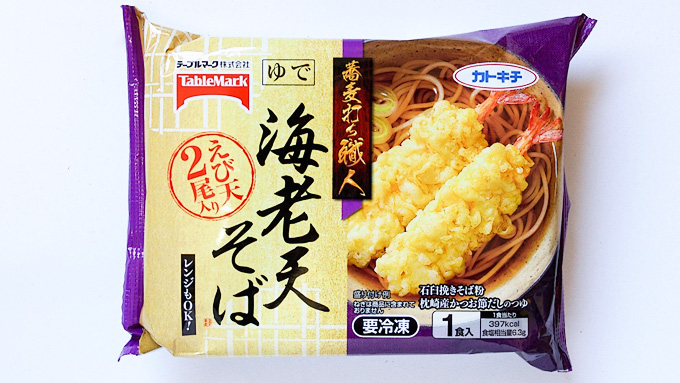 テーブルマーク株式会社
TableMark
ゆで
蕎麦打ち職人
カトキチ
海老天そば
えび天
2尾入り
レンジもOK!
盛り付け例
ねぎは商品に含まれて
おりません
石臼挽きそば粉
枕崎産かつお節だしのつゆ
要冷凍
1食入
1食当たり
397kcal
食塩相当量6.3g